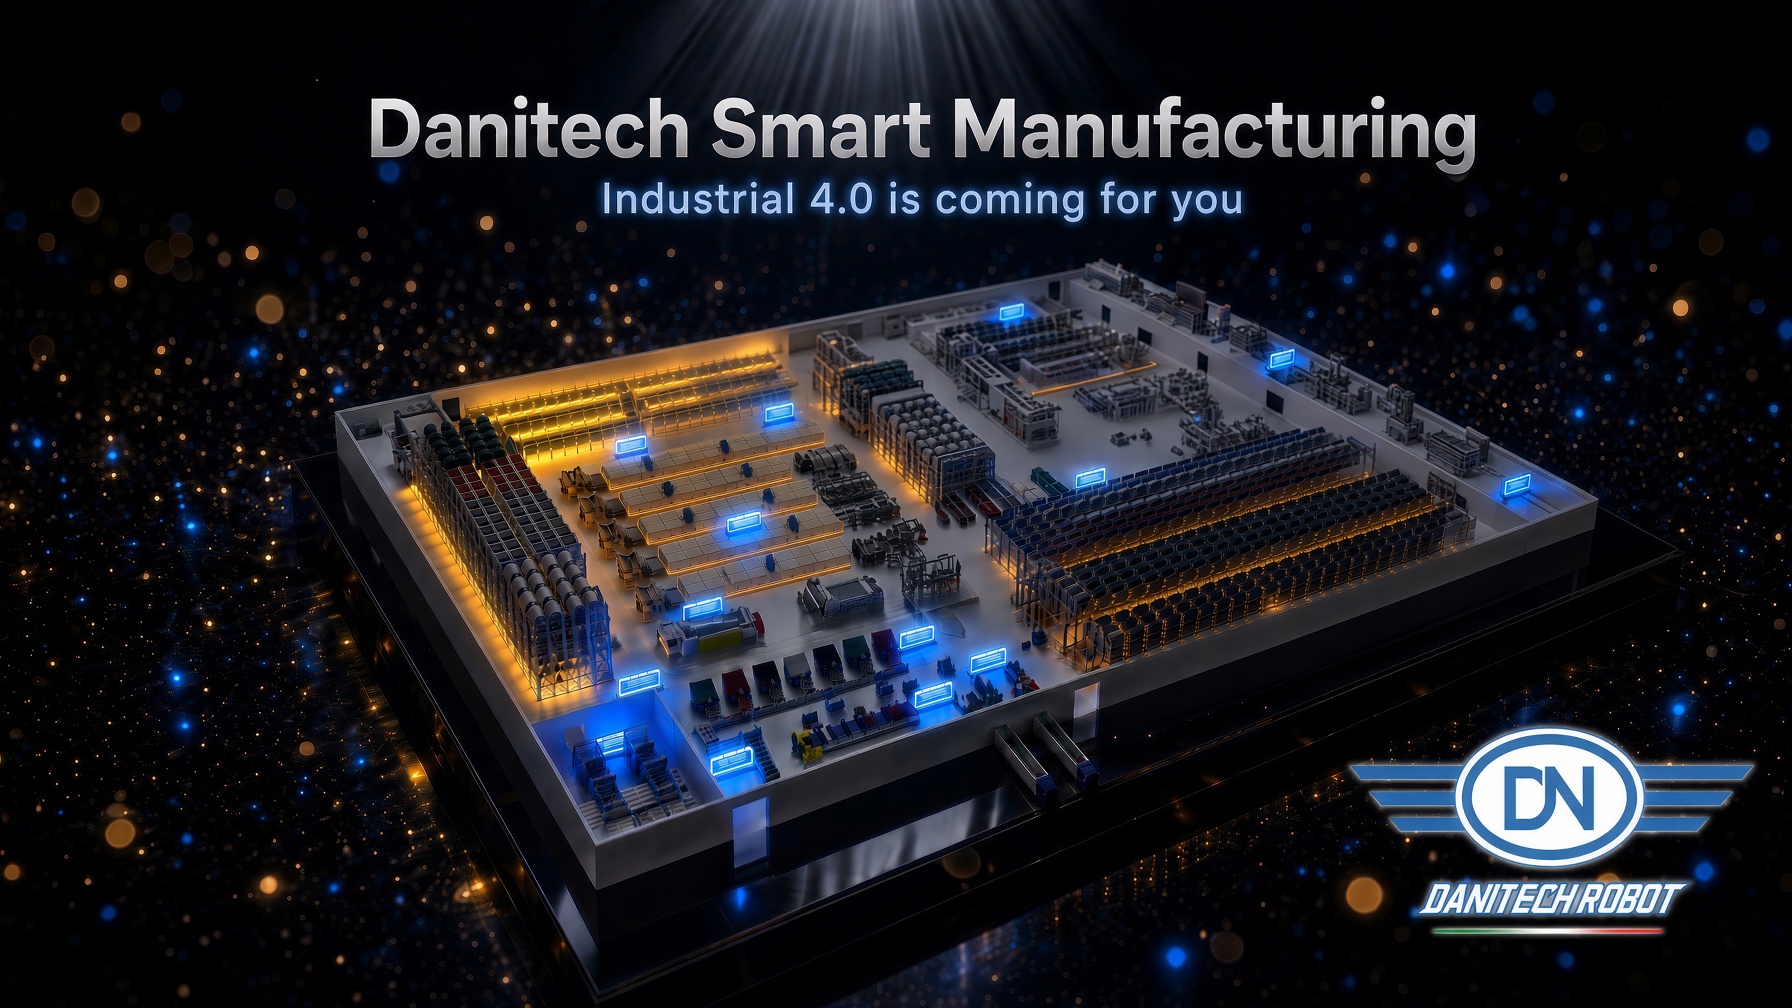 Danitech Smart Manufacturing
Industrial 4.0 is coming for you
DN
DANITECH ROBOT